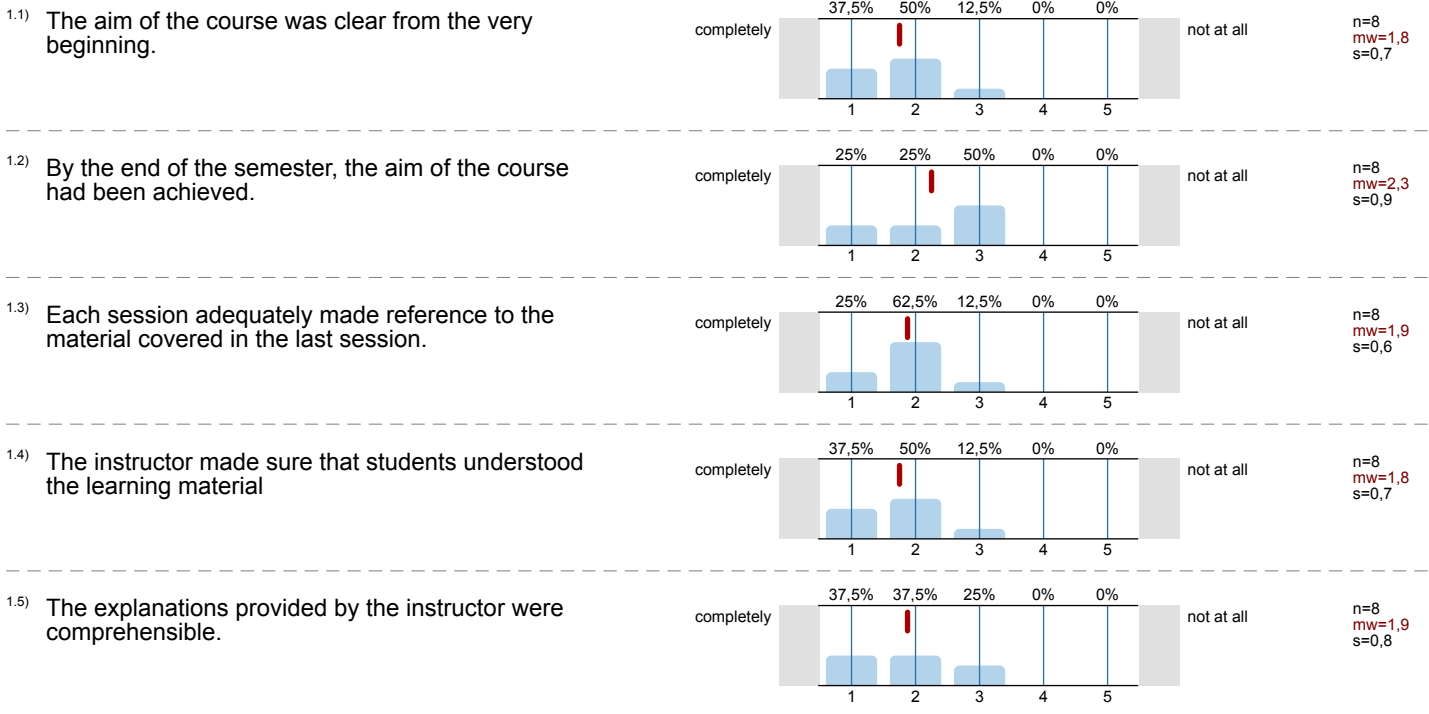 1.1) The aim of the course was clear from the very
beginning.
37,5% 50% 12,5% 0% 0%
completely
not at all
1 2 3 4 5
n=8
mw=1,8
s=0,7
1.2) By the end of the semester, the aim of the course
had been achieved.
25% 25% 50% 0% 0%
completely
not at all
1 2 3 4 5
n=8
mw=2,3
s=0,9
1.3) Each session adequately made reference to the
material covered in the last session.
25% 62,5% 12,5% 0% 0%
completely
not at all
1 2 3 4 5
n=8
mw=1,9
s=0,6
1.4) The instructor made sure that students understood
the learning material
37,5% 50% 12,5% 0% 0%
completely
not at all
1 2 3 4 5
n=8
mw=1,8
s=0,7
1.5) The explanations provided by the instructor were
comprehensible.
37,5% 37,5% 25% 0% 0%
completely
not at all
1 2 3 4 5
n=8
mw=1,9
s=0,8